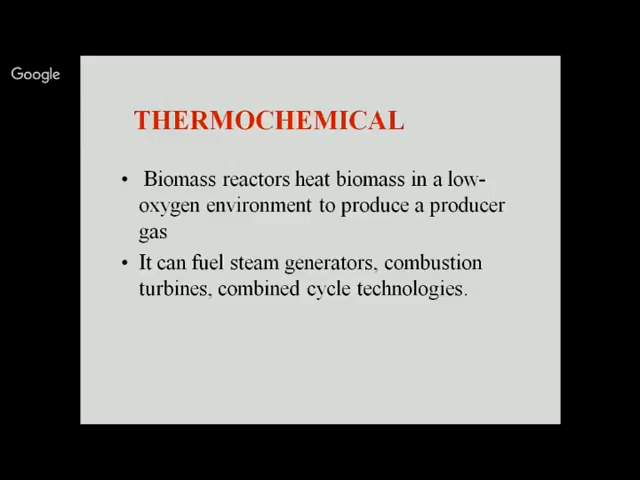 Google
THERMOCHEMICAL
• Biomass reactors heat biomass in a low-
oxygen environment to produce a producer
gas
• It can fuel steam generators, combustion
turbines, combined cycle technologies.